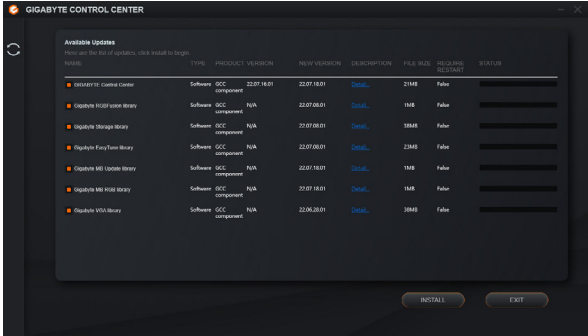 GIGABYTE CONTROL CENTER
Available Updates
Here are the list of updates, click install to begin.
NAME TYPE PRODUCT VERSION NEW VERSION DESCRIPTION FILE SIZE REQUIRE RESTART STATUS
GIGABYTE Control Center Software GCC component 22.07.16.01 22.07.18.01 Detail... 21MB False
Gigabyte RGBFusion library Software GCC component N/A 22.07.08.01 Detail... 1MB False
Gigabyte Storage library Software GCC component N/A 22.07.08.01 Detail... 38MB False
Gigabyte EasyTune library Software GCC component N/A 22.07.08.01 Detail... 23MB False
Gigabyte MB Update library Software GCC component N/A 22.07.18.01 Detail... 1MB False
Gigabyte MB RGB library Software GCC component N/A 22.07.18.01 Detail... 1MB False
Gigabyte VGA library Software GCC component N/A 22.06.28.01 Detail... 38MB False
INSTALL EXIT